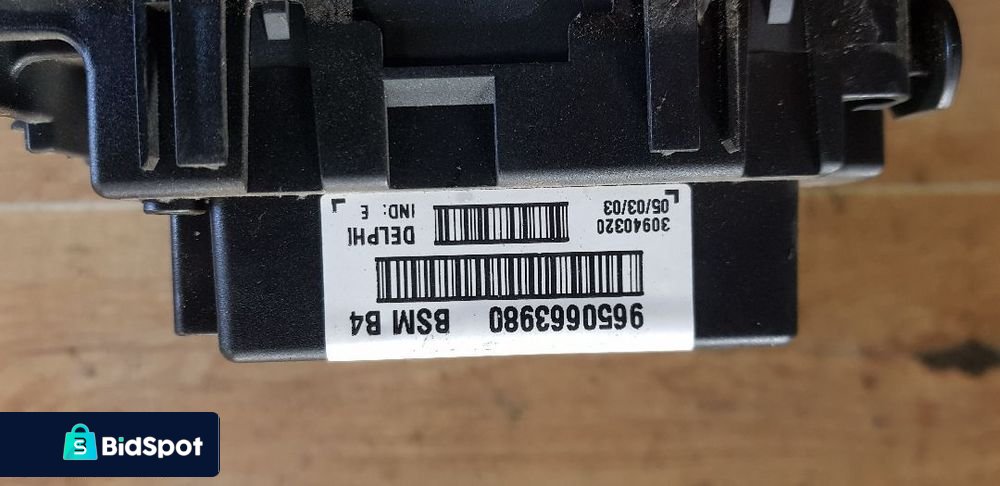 9650663980 BSM B4
DELPHI
IND: E
30940320
05/03/03
BidSpot